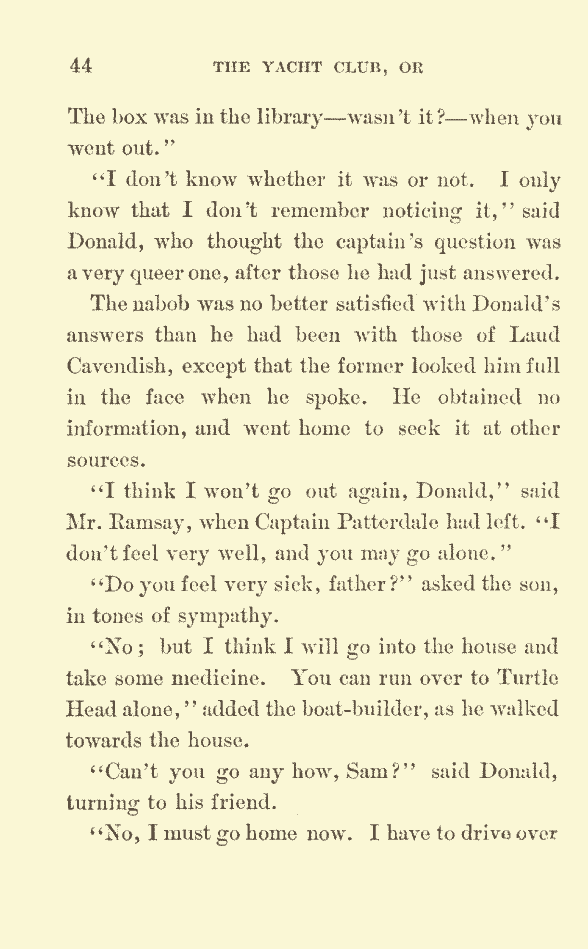 44 THE YACHT CLUB, OR
The box was in the library—wasn't it?—when you
went out."
"I don't know whether it was or not. I only
know that I don't remember noticing it," said
Donald, who thought the captain's question was
a very queer one, after those he had just answered.
The nabob was no better satisfied with Donald's
answers than he had been with those of Laud
Cavendish, except that the former looked him full
in the face when he spoke. He obtained no
information, and went home to seek it at other
sources.
"I think I won't go out again, Donald," said
Mr. Ramsay, when Captain Patterdale had left. "I
don't feel very well, and you may go alone."
"Do you feel very sick, father?" asked the son,
in tones of sympathy.
"No; but I think I will go into the house and
take some medicine. You can run over to Turtle
Head alone," added the boat-builder, as he walked
towards the house.
"Can't you go any how, Sam?" said Donald,
turning to his friend.
"No, I must go home now. I have to drive over